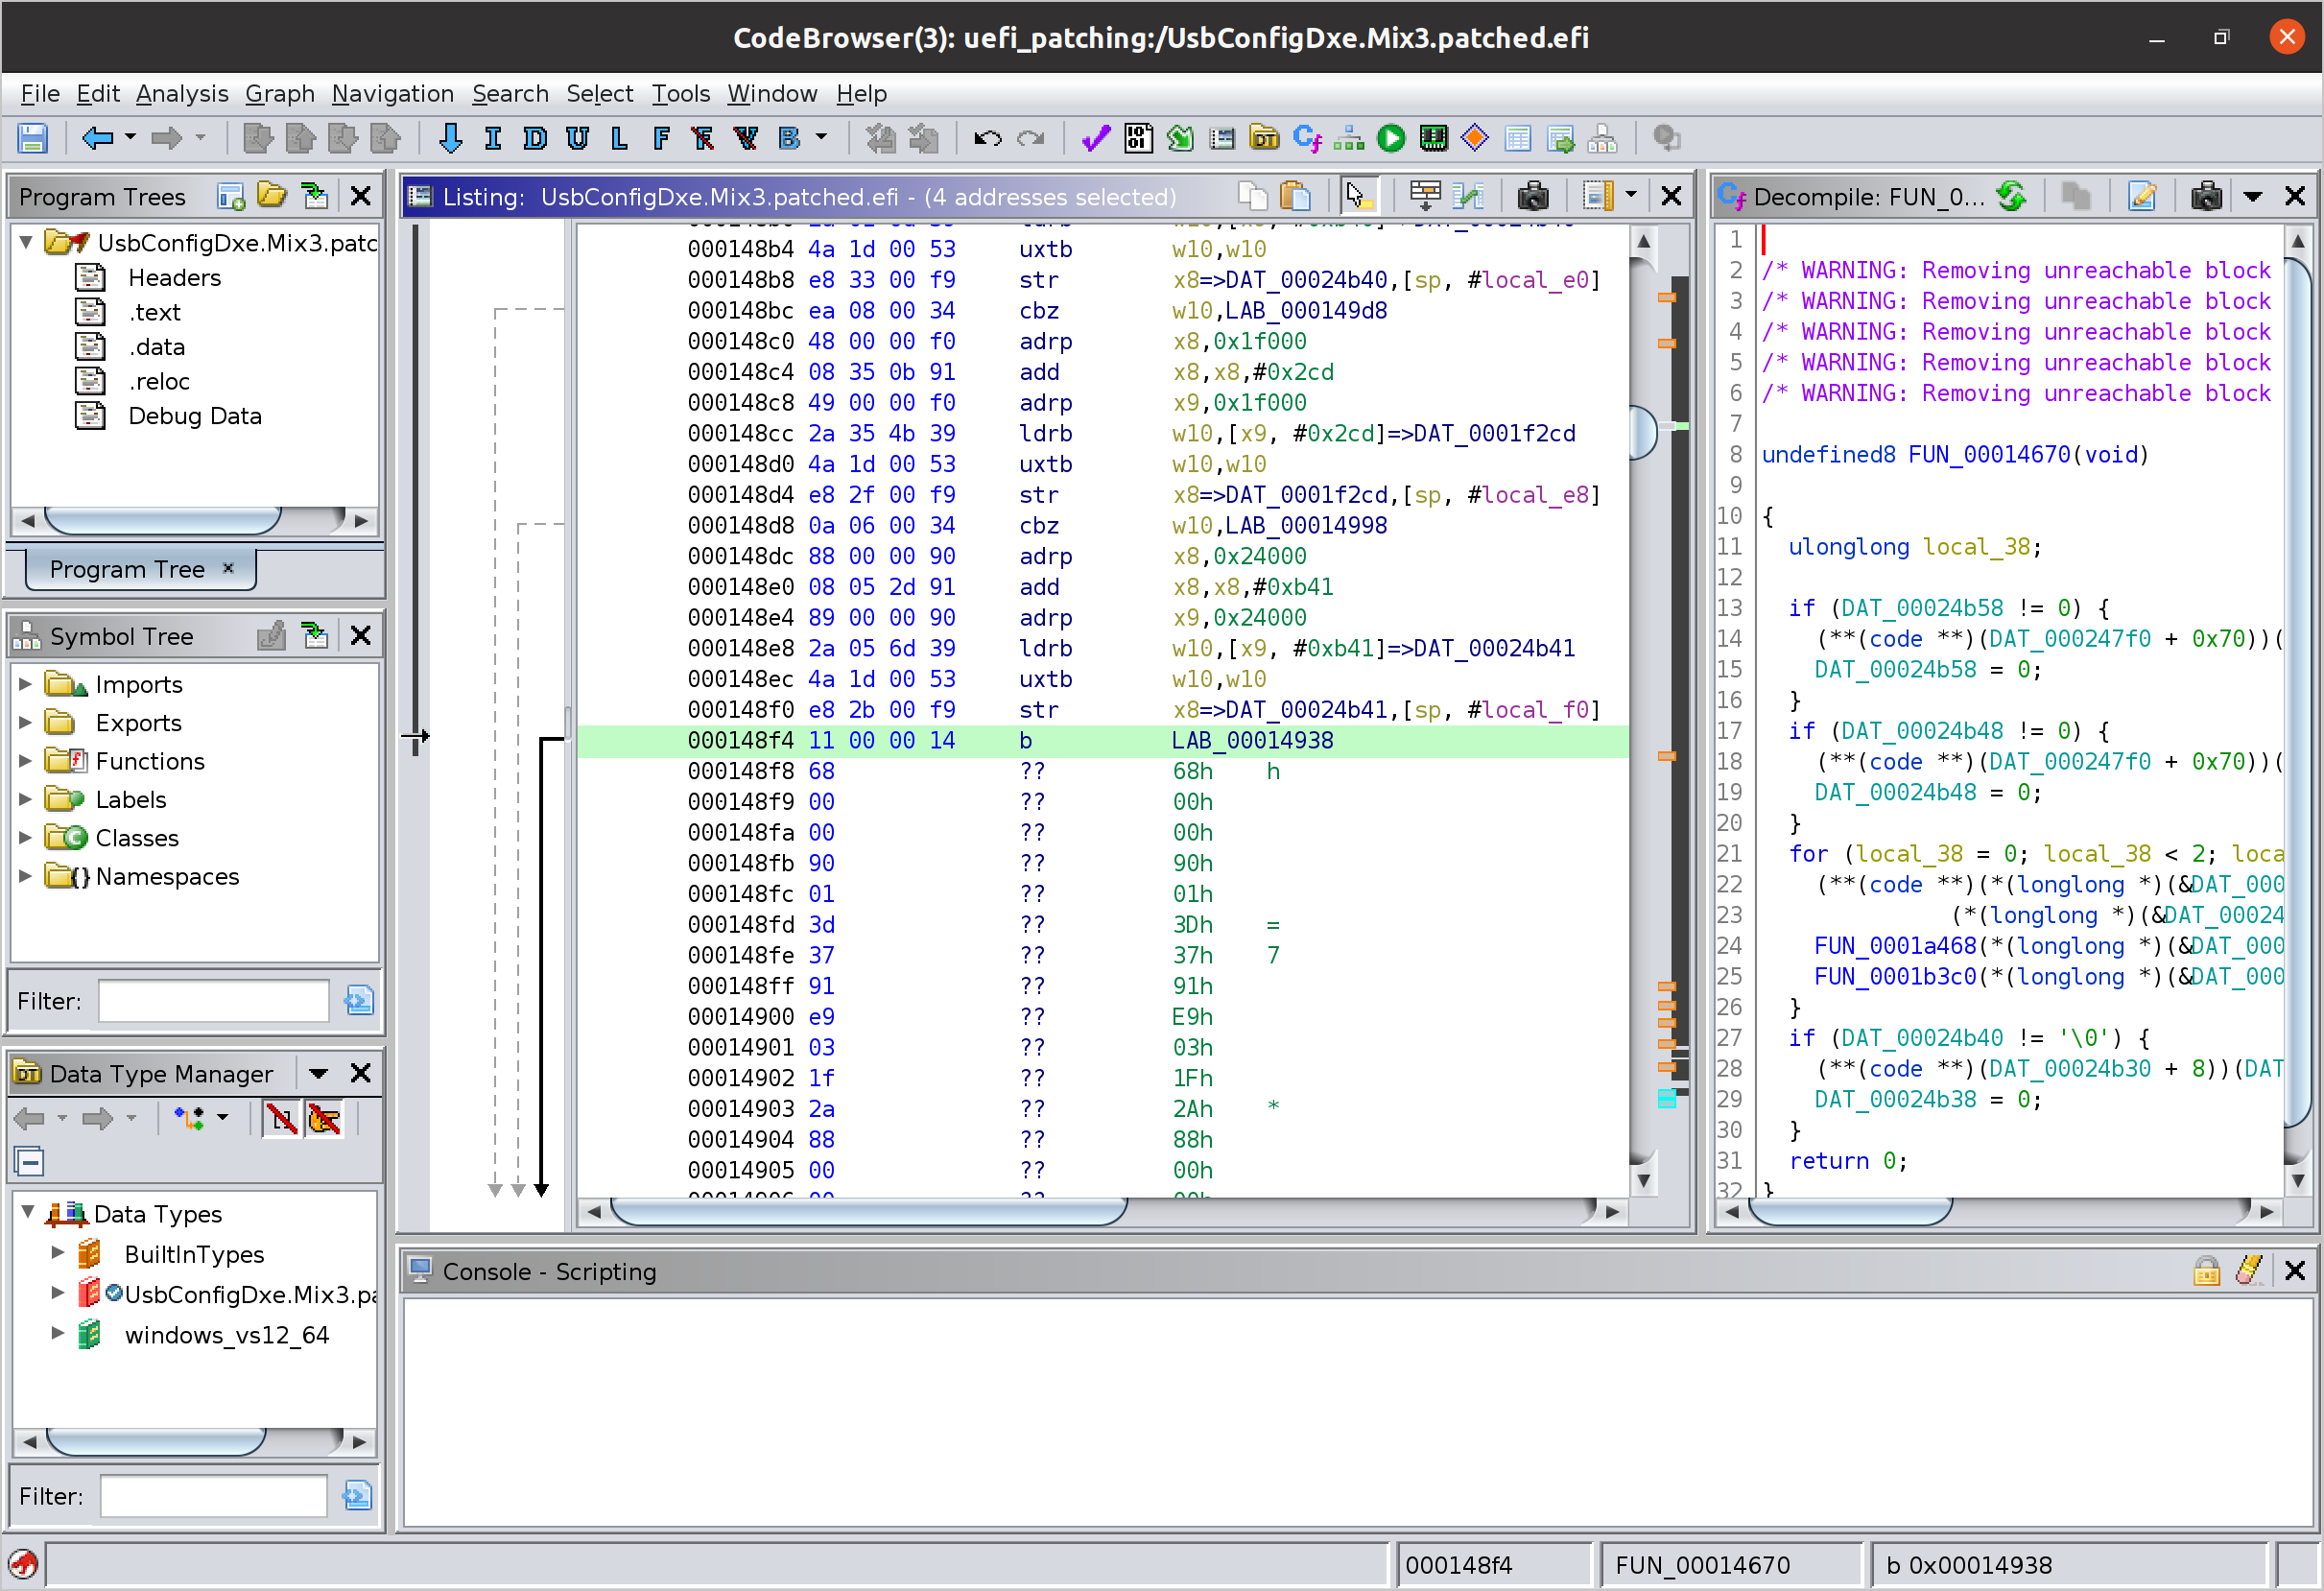 CodeBrowser(3): uefi_patching:/UsbConfigDxe.Mix3.patched.efi
File Edit Analysis Graph Navigation Search Select Tools Window Help
I D U L F B
Program Trees
UsbConfigDxe.Mix3.patc
Headers
.text
.data
.reloc
Debug Data
Program Tree
Symbol Tree
Imports
Exports
Functions
Labels
Classes
Namespaces
Filter:
Data Type Manager
Data Types
BuiltInTypes
UsbConfigDxe.Mix3.pa
windows_vs12_64
Filter:
Listing: UsbConfigDxe.Mix3.patched.efi - (4 addresses selected)
000148b4 4a 1d 00 53 uxtb w10,w10
000148b8 e8 33 00 f9 str x8=>DAT_00024b40,[sp, #local_e0]
000148bc ea 08 00 34 cbz w10,LAB_000149d8
000148c0 48 00 00 f0 adrp x8,0x1f000
000148c4 08 35 0b 91 add x8,x8,#0x2cd
000148c8 49 00 00 f0 adrp x9,0x1f000
000148cc 2a 35 4b 39 ldrb w10,[x9, #0x2cd]=>DAT_0001f2cd
000148d0 4a 1d 00 53 uxtb w10,w10
000148d4 e8 2f 00 f9 str x8=>DAT_0001f2cd,[sp, #local_e8]
000148d8 0a 06 00 34 cbz w10,LAB_00014998
000148dc 88 00 00 90 adrp x8,0x24000
000148e0 08 05 2d 91 add x8,x8,#0xb41
000148e4 89 00 00 90 adrp x9,0x24000
000148e8 2a 05 6d 39 ldrb w10,[x9, #0xb41]=>DAT_00024b41
000148ec 4a 1d 00 53 uxtb w10,w10
000148f0 e8 2b 00 f9 str x8=>DAT_00024b41,[sp, #local_f0]
000148f4 11 00 00 14 b LAB_00014938
000148f8 68 ?? 68h h
000148f9 00 ?? 00h
000148fa 00 ?? 00h
000148fb 90 ?? 90h
000148fc 01 ?? 01h
000148fd 3d ?? 3Dh =
000148fe 37 ?? 37h 7
000148ff 91 ?? 91h
00014900 e9 ?? E9h
00014901 03 ?? 03h
00014902 1f ?? 1Fh
00014903 2a ?? 2Ah *
00014904 88 ?? 88h
00014905 00 ?? 00h
Decompile: FUN_0...
1
2 /* WARNING: Removing unreachable block
3 /* WARNING: Removing unreachable block
4 /* WARNING: Removing unreachable block
5 /* WARNING: Removing unreachable block
6 /* WARNING: Removing unreachable block
7
8 undefined8 FUN_00014670(void)
9
10 {
11 ulonglong local_38;
12
13 if (DAT_00024b58 != 0) {
14 (**(code **)(DAT_000247f0 + 0x70))(
15 DAT_00024b58 = 0;
16 }
17 if (DAT_00024b48 != 0) {
18 (**(code **)(DAT_000247f0 + 0x70))(
19 DAT_00024b48 = 0;
20 }
21 for (local_38 = 0; local_38 < 2; loca
22 (**(code **)(*(longlong *)(&DAT_000
23 (*(longlong *)(&DAT_00024
24 FUN_0001a468(*(longlong *)(&DAT_000
25 FUN_0001b3c0(*(longlong *)(&DAT_000
26 }
27 if (DAT_00024b40 != '\0') {
28 (**(code **)(DAT_00024b30 + 8))(DAT
29 DAT_00024b38 = 0;
30 }
31 return 0;
32 }
Console - Scripting
000148f4 FUN_00014670 b 0x00014938